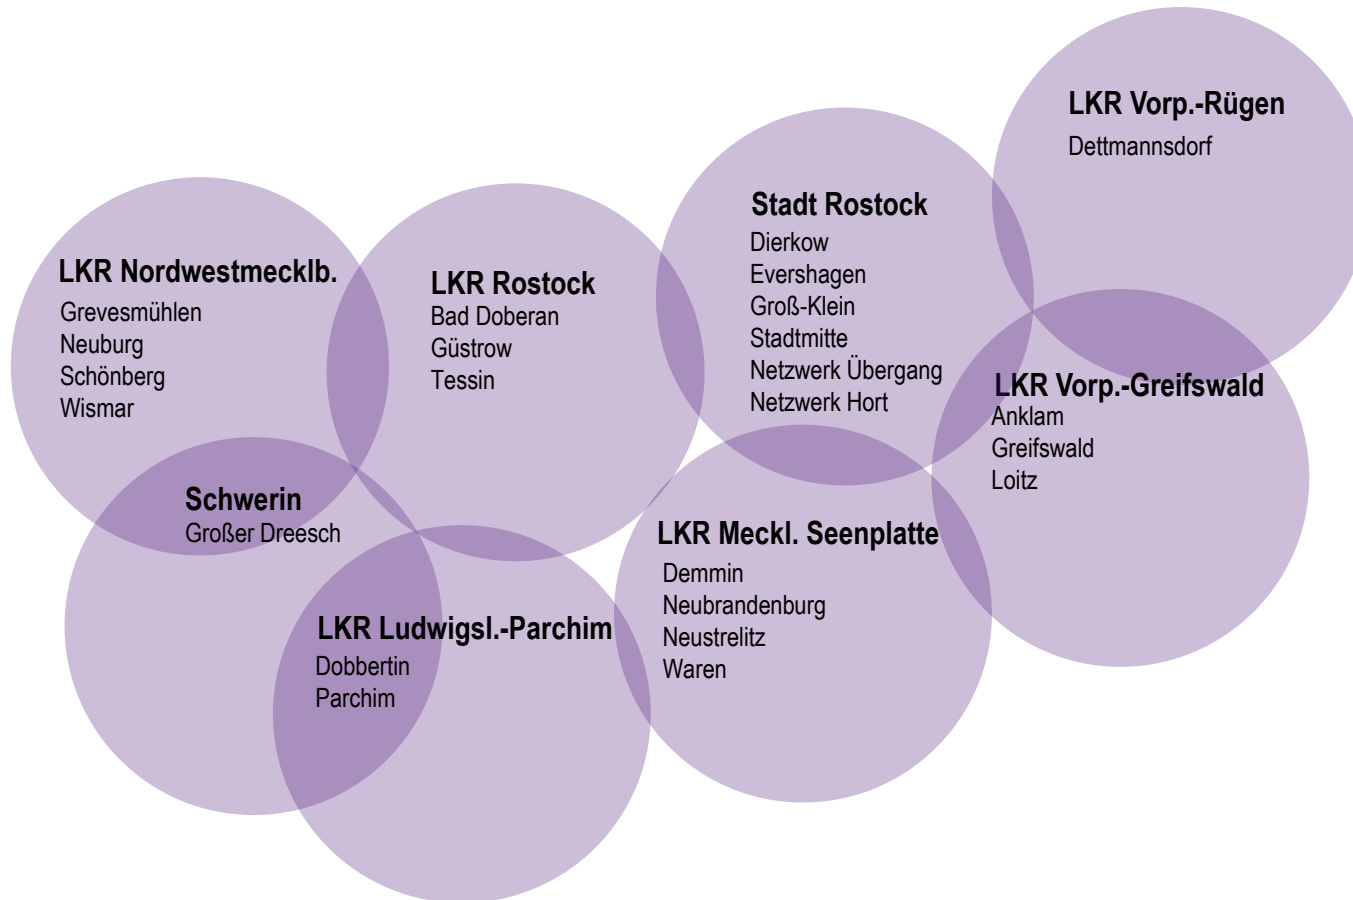 LKR Vorp.-Rügen
Dettmannsdorf
Stadt Rostock
Dierkow
Evershagen
Groß-Klein
Stadtmitte
Netzwerk Übergang
Netzwerk Hort
LKR Nordwestmecklb.
Grevesmühlen
Neuburg
Schönberg
Wismar
LKR Rostock
Bad Doberan
Güstrow
Tessin
LKR Vorp.-Greifswald
Anklam
Greifswald
Loitz
Schwerin
Großer Dreesch
LKR Meckl. Seenplatte
Demmin
Neubrandenburg
Neustrelitz
Waren
LKR Ludwigsl.-Parchim
Dobbertin
Parchim